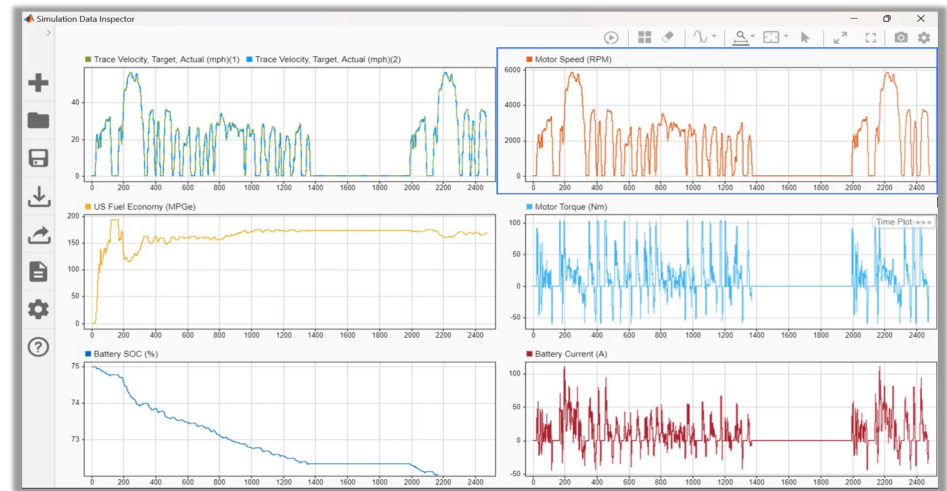 Simulation Data Inspector
Trace Velocity, Target, Actual (mph)(1) Trace Velocity, Target, Actual (mph)(2)
40
20
0
0 200 400 600 800 1000 1200 1400 1600 1800 2000 2200 2400
Motor Speed (RPM)
6000
4000
2000
0
0 200 400 600 800 1000 1200 1400 1600 1800 2000 2200 2400
US Fuel Economy (MPGe)
200
150
100
50
0
0 200 400 600 800 1000 1200 1400 1600 1800 2000 2200 2400
Motor Torque (Nm)
Time Plot
100
50
0
-50
0 200 400 600 800 1000 1200 1400 1600 1800 2000 2200 2400
Battery SOC (%)
75
74
73
0 200 400 600 800 1000 1200 1400 1600 1800 2000 2200 2400
Battery Current (A)
100
50
0
-50
0 200 400 600 800 1000 1200 1400 1600 1800 2000 2200 2400